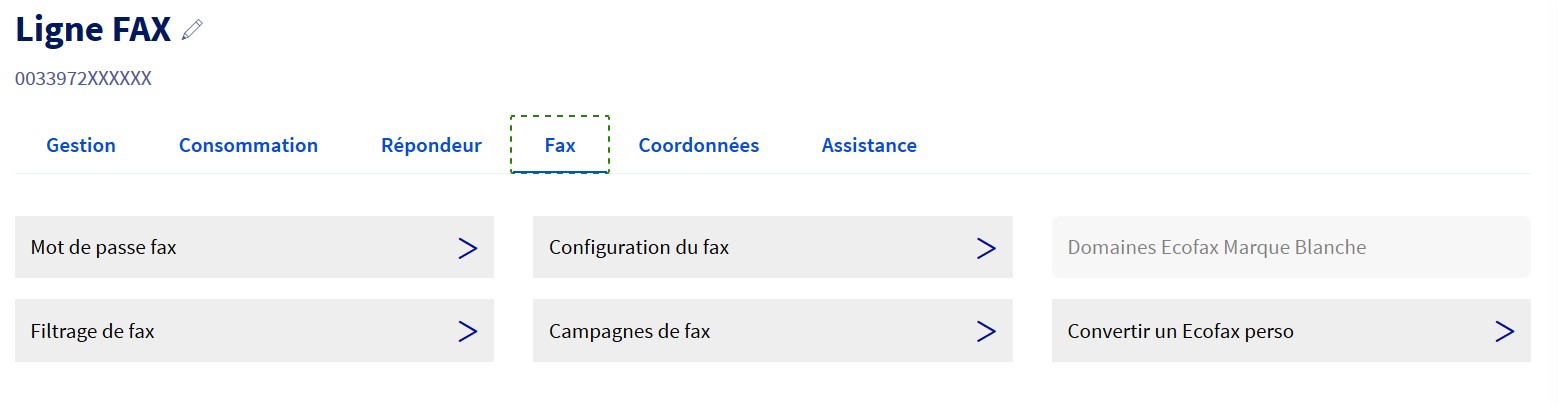 Ligne FAX
0033972XXXXXX
Gestion Consommation Répondeur Fax Coordonnées Assistance
Mot de passe fax Configuration du fax Domaines Ecofax Marque Blanche
Filtrage de fax Campagnes de fax Convertir un Ecofax perso